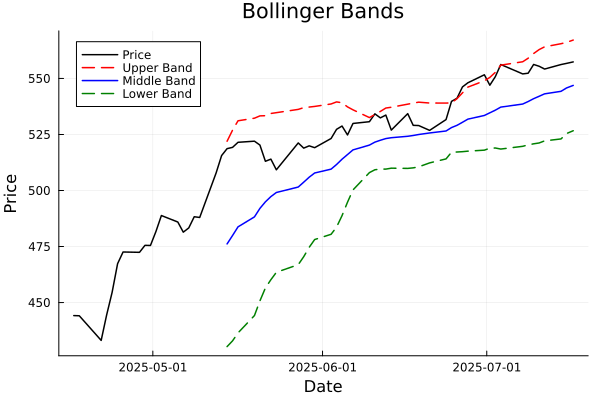 Bollinger Bands
Price
Upper Band
Middle Band
Lower Band
550
525
500
475
450
Price
2025-05-01
2025-06-01
2025-07-01
Date